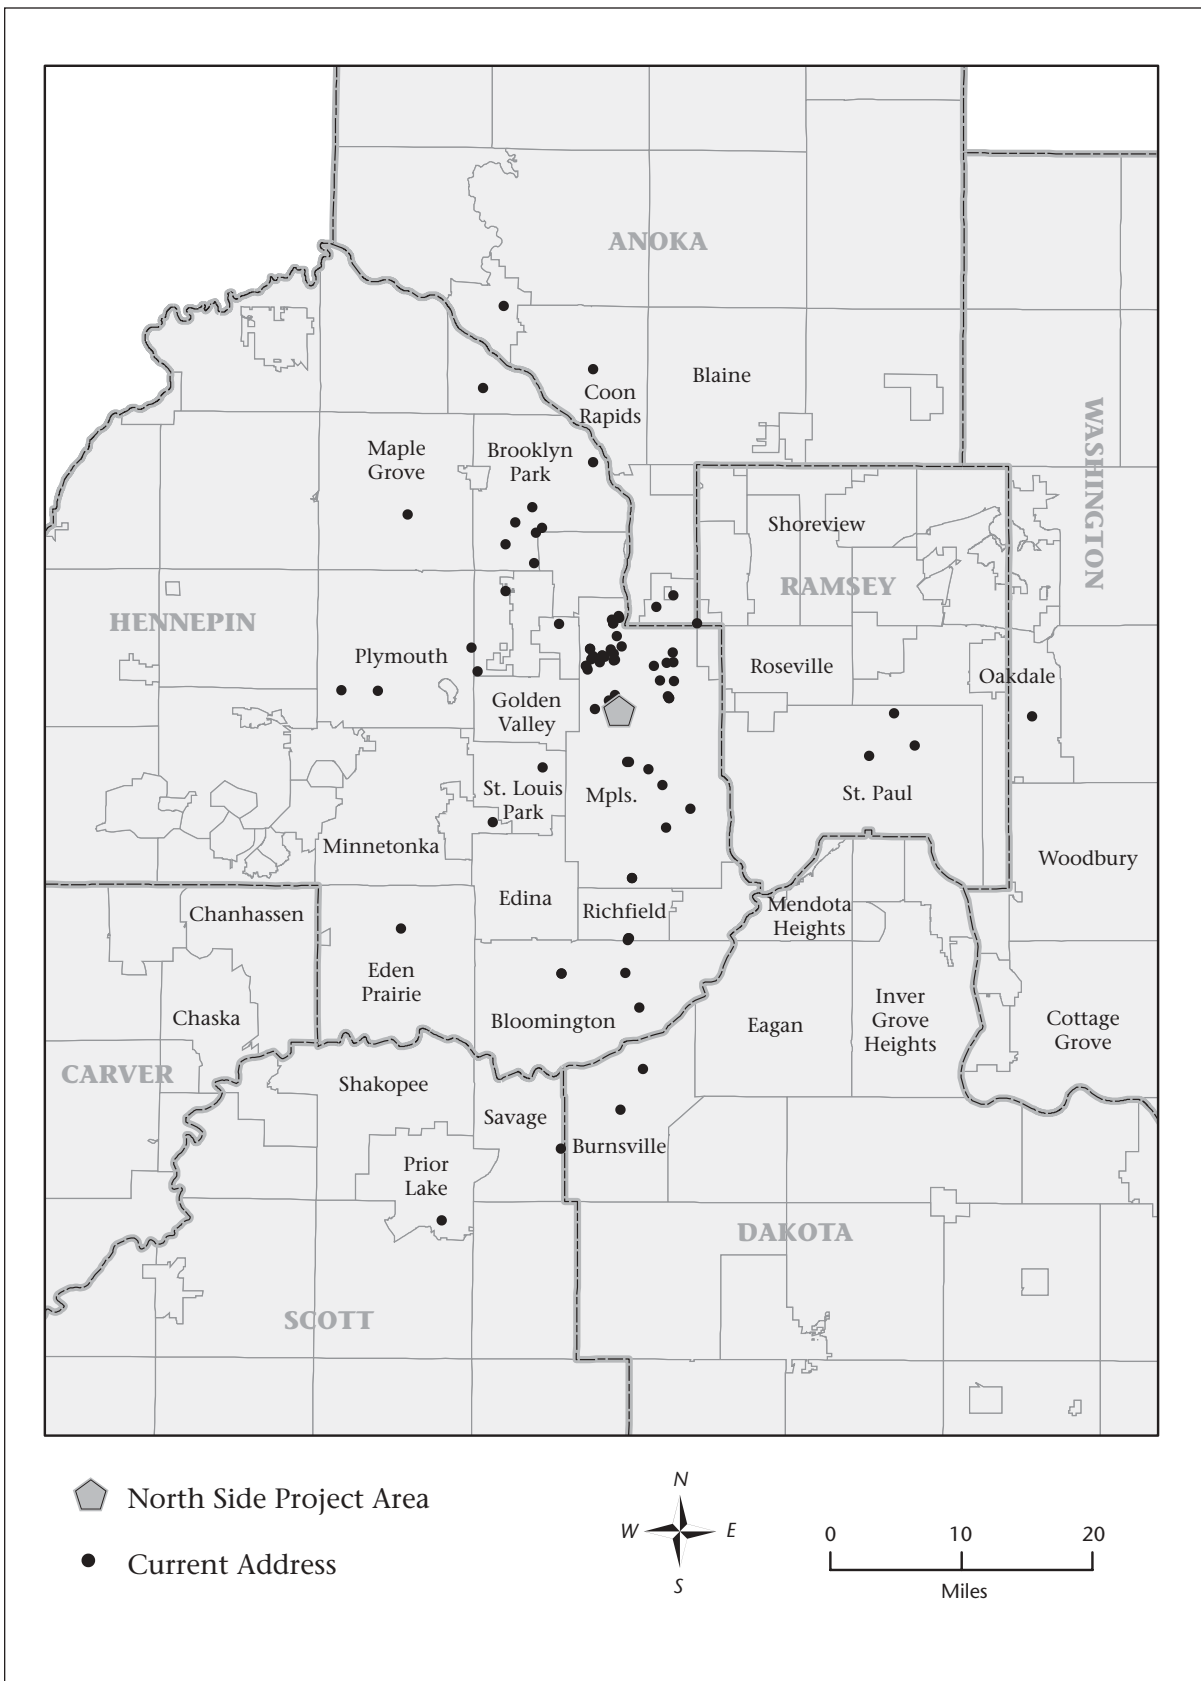 ANOKA
Coon
Rapids
Blaine
WASHINGTON
Maple
Grove
Brooklyn
Park
Shoreview
RAMSEY
HENNEPIN
Plymouth
Roseville
Oakdale
Golden
Valley
St. Louis
Park
Mpls.
St. Paul
Minnetonka
Woodbury
Edina
Chanhassen
Richfield
Mendota
Heights
Eden
Prairie
Inver
Grove
Heights
Chaska
Bloomington
Eagan
Cottage
Grove
CARVER
Shakopee
Savage
Burnsville
Prior
Lake
DAKOTA
SCOTT
North Side Project Area
Current Address
N
W
E
S
0 10 20
Miles